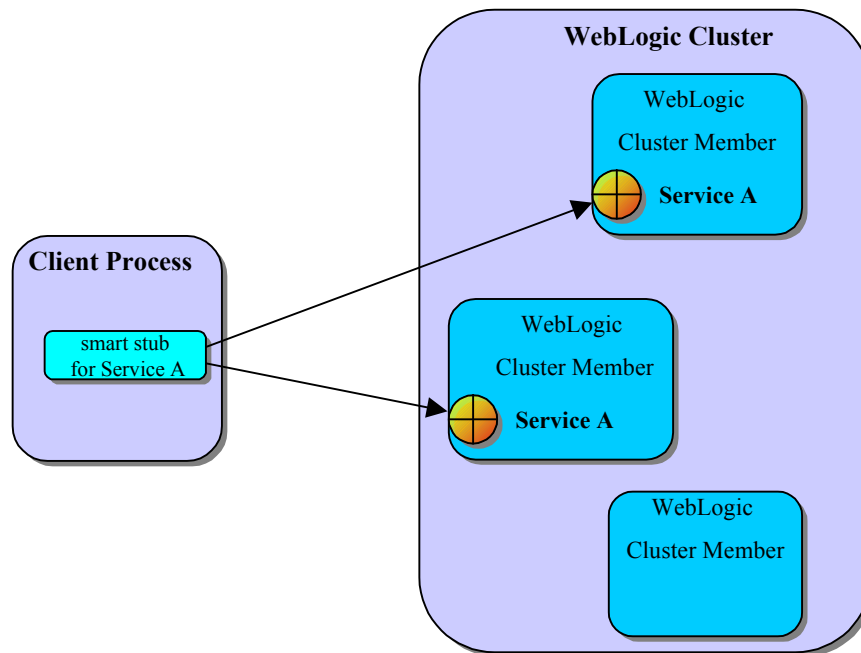 WebLogic Cluster
WebLogic
Cluster Member
Service A
Client Process
smart stub
for Service A
WebLogic
Cluster Member
Service A
WebLogic
Cluster Member